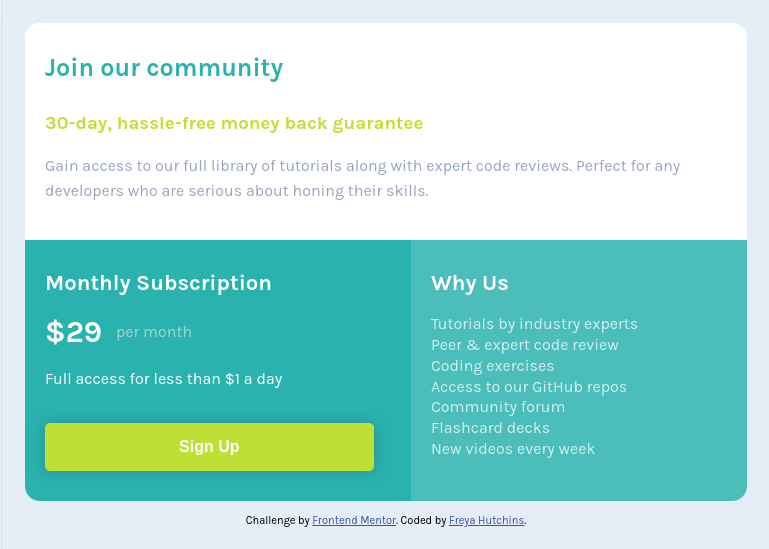 Join our community
30-day, hassle-free money back guarantee
Gain access to our full library of tutorials along with expert code reviews. Perfect for any
developers who are serious about honing their skills.
Monthly Subscription
$29 per month
Full access for less than $1 a day
Sign Up
Why Us
Tutorials by industry experts
Peer & expert code review
Coding exercises
Access to our GitHub repos
Community forum
Flashcard decks
New videos every week
Challenge by Frontend Mentor. Coded by Freya Hutchins.